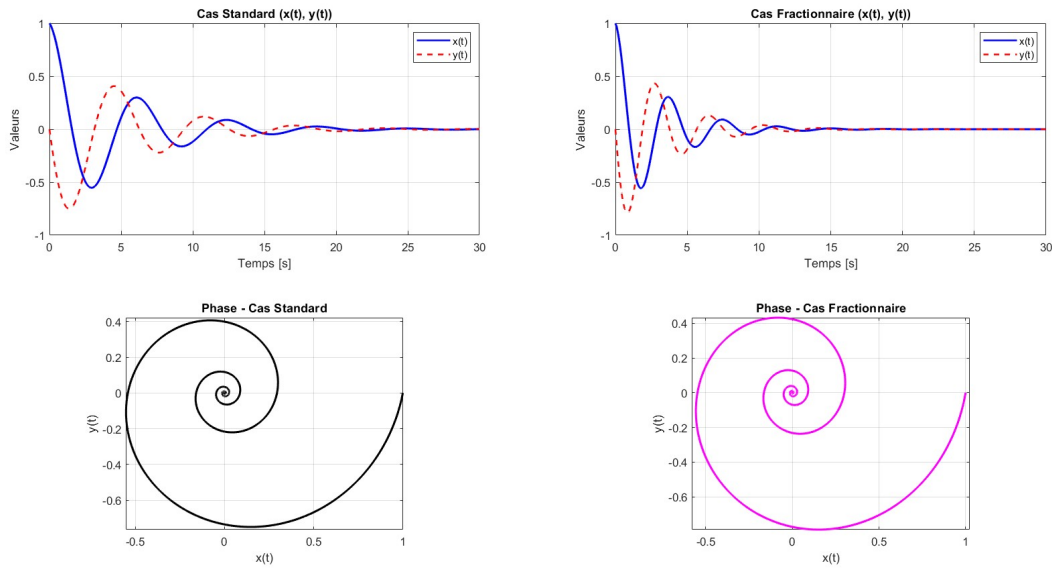 Cas Standard (x(t), y(t))
1
0.5
0
-0.5
-1
Valeurs
x(t)
y(t)
0 5 10 15 20 25 30
Temps [s]
Cas Fractionnaire (x(t), y(t))
1
0.5
0
-0.5
-1
Valeurs
x(t)
y(t)
0 5 10 15 20 25 30
Temps [s]
Phase - Cas Standard
0.4
0.2
0
-0.2
-0.4
-0.6
y(t)
-0.5 0 0.5 1
x(t)
Phase - Cas Fractionnaire
0.4
0.2
0
-0.2
-0.4
-0.6
y(t)
-0.5 0 0.5 1
x(t)